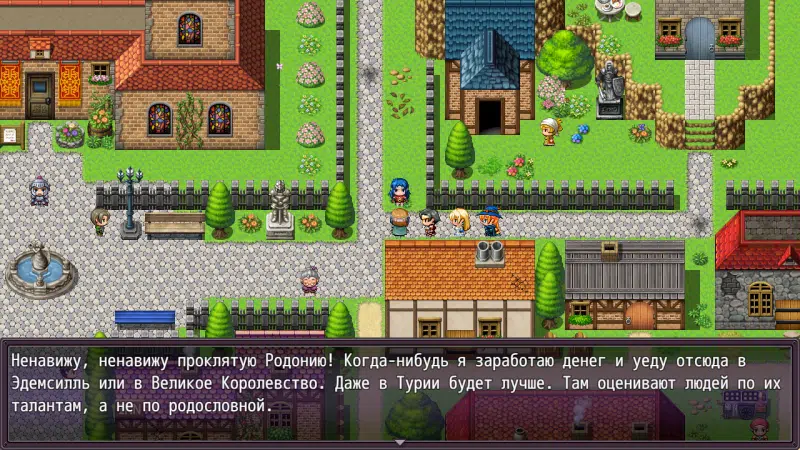 Ненавижу, ненавижу проклятую Родонию! Когда-нибудь я заработаю денег и уеду отсюда в
Эдемсилль или в Великое Королевство. Даже в Турии будет лучше. Там оценивают людей по их
талантам, а не по родословной.